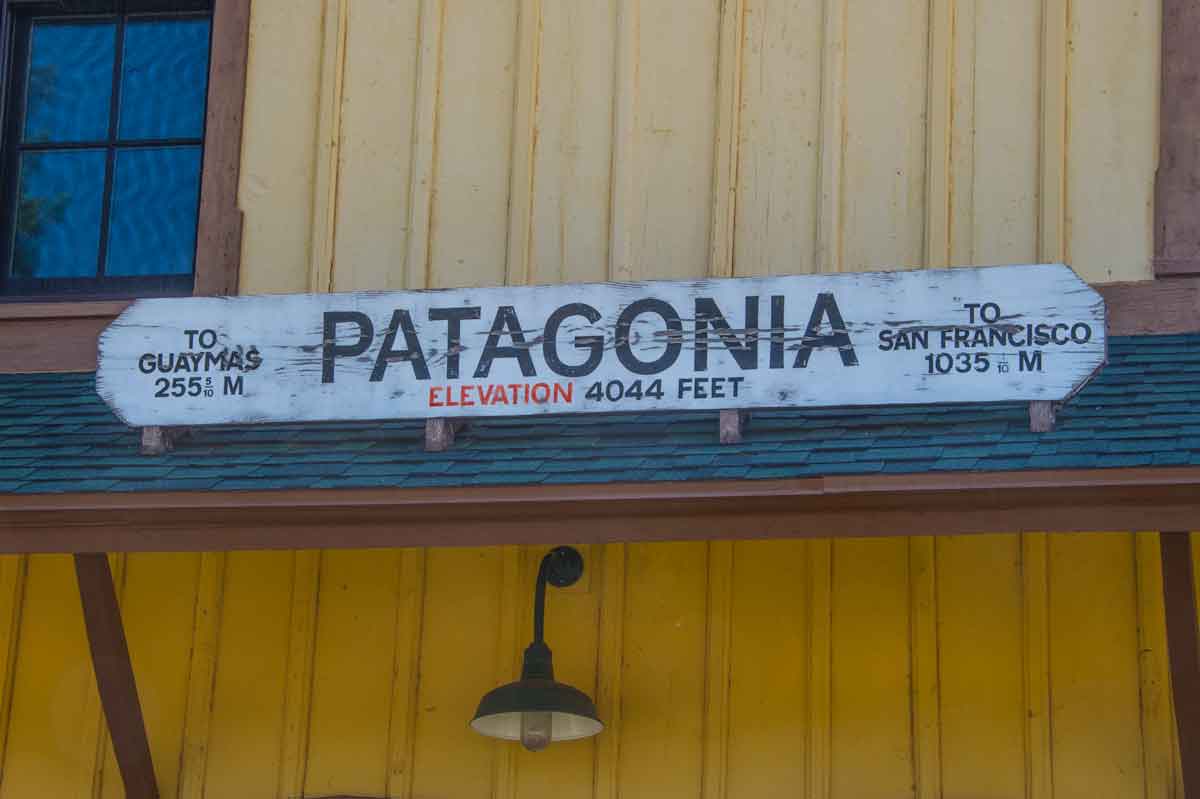 TO
GUAYMAS
255 5/10 M
PATAGONIA
ELEVATION 4044 FEET
TO
SAN FRANCISCO
1035 1/10 M